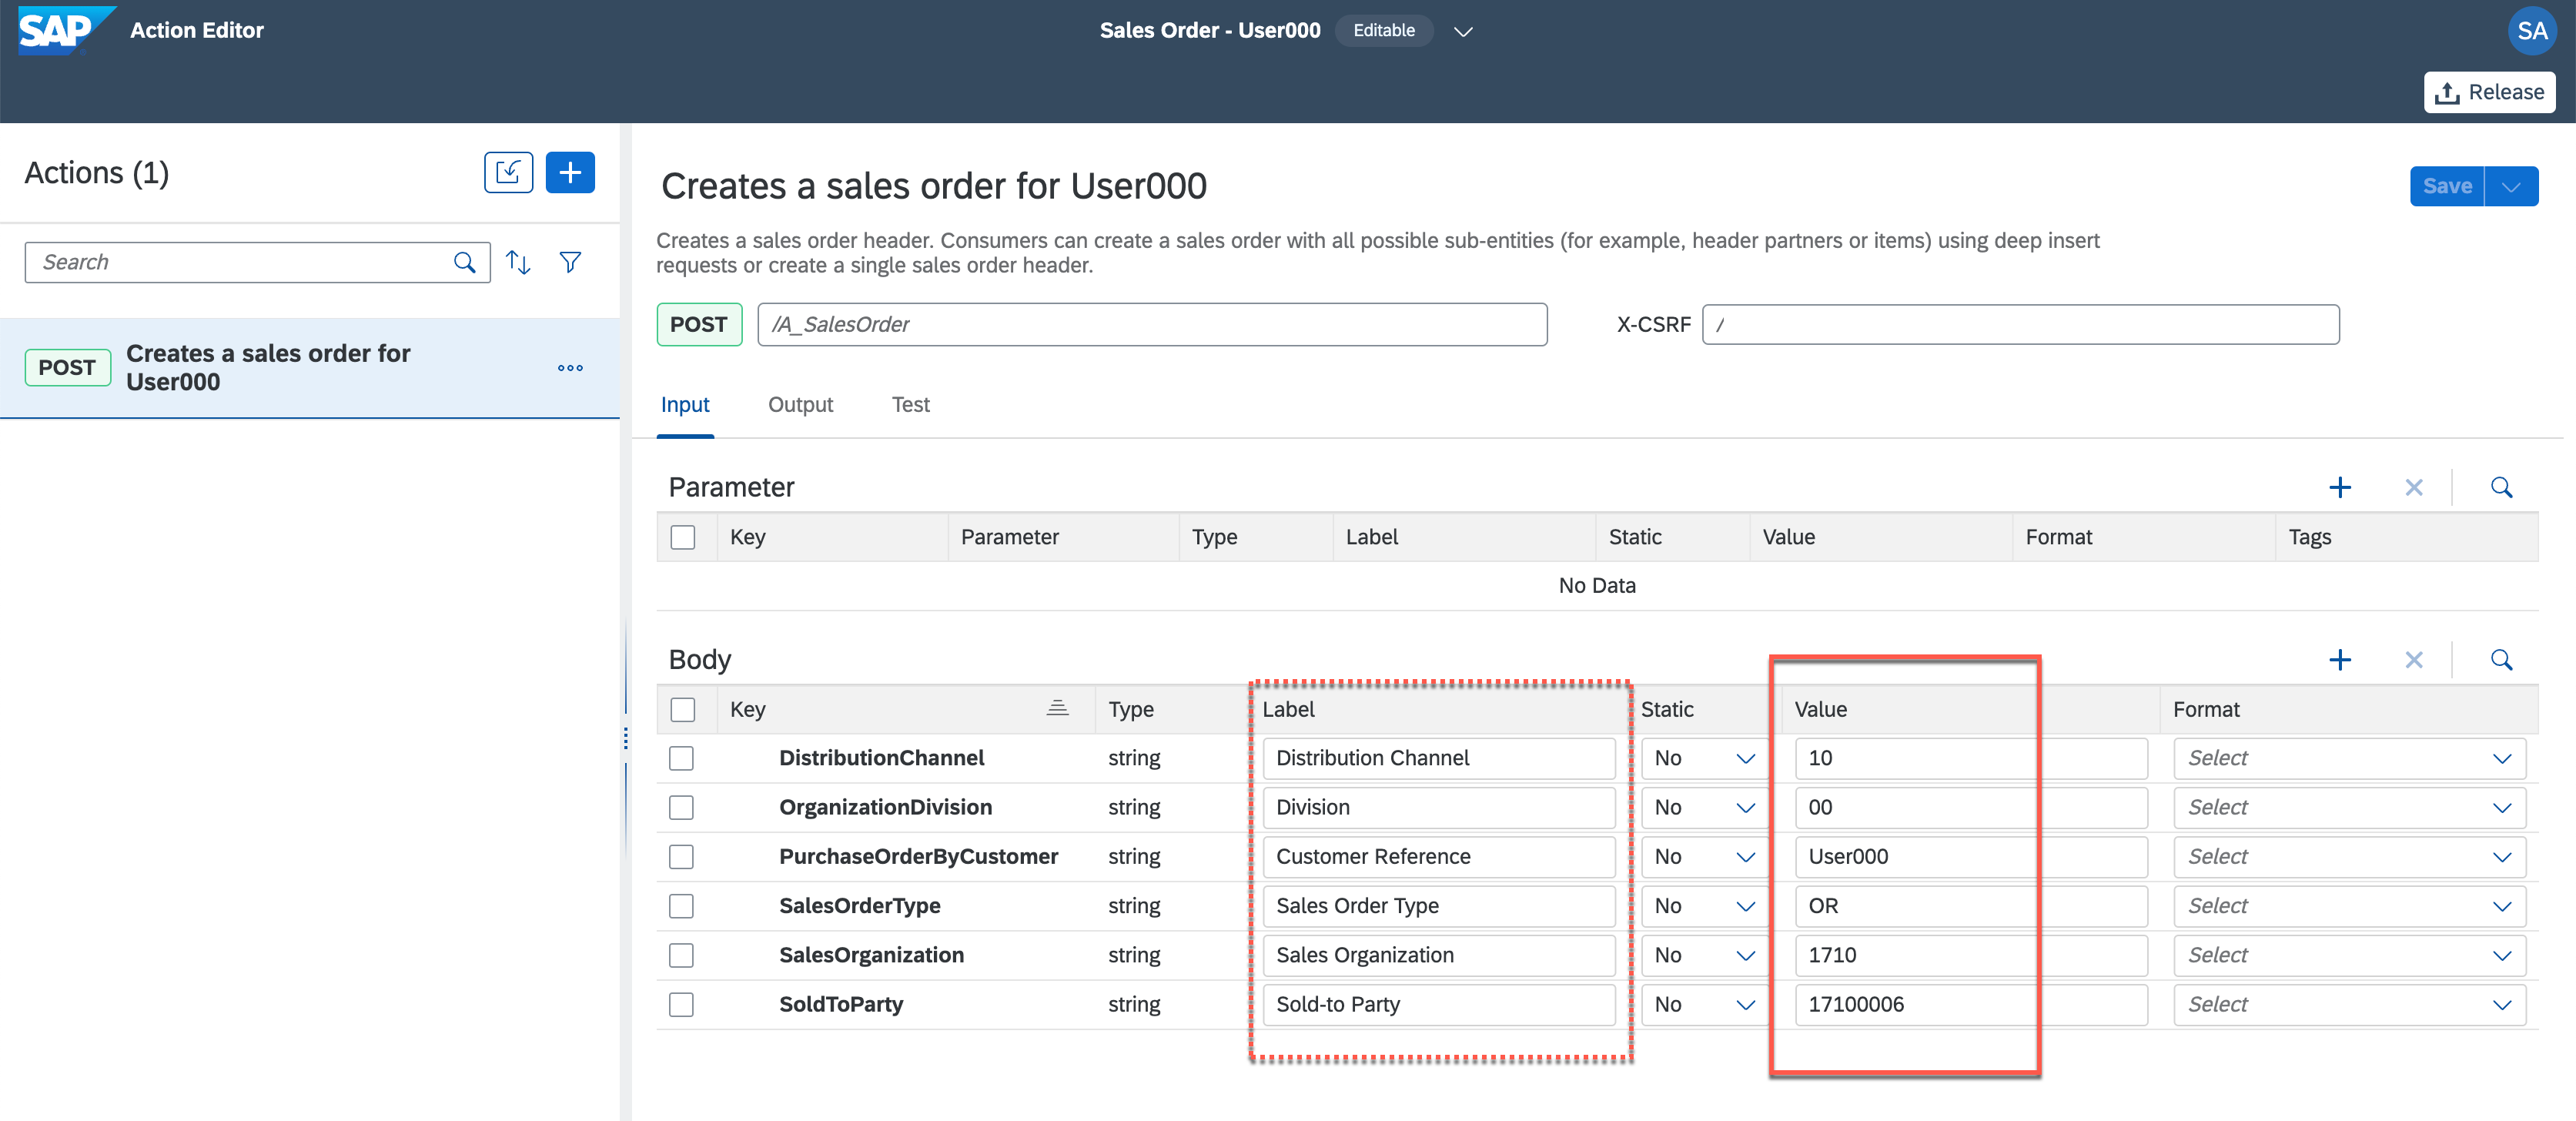 SAP Action Editor
Sales Order - User000 Editable
SA
Release
Actions (1)
Search
POST Creates a sales order for
User000
Creates a sales order for User000
Save
Creates a sales order header. Consumers can create a sales order with all possible sub-entities (for example, header partners or items) using deep insert
requests or create a single sales order header.
POST /A_SalesOrder X-CSRF /
Input Output Test
Parameter
Key Parameter Type Label Static Value Format Tags
No Data
Body
Key Type Label Static Value Format
DistributionChannel string Distribution Channel No 10 Select
OrganizationDivision string Division No 00 Select
PurchaseOrderByCustomer string Customer Reference No User000 Select
SalesOrderType string Sales Order Type No OR Select
SalesOrganization string Sales Organization No 1710 Select
SoldToParty string Sold-to Party No 17100006 Select